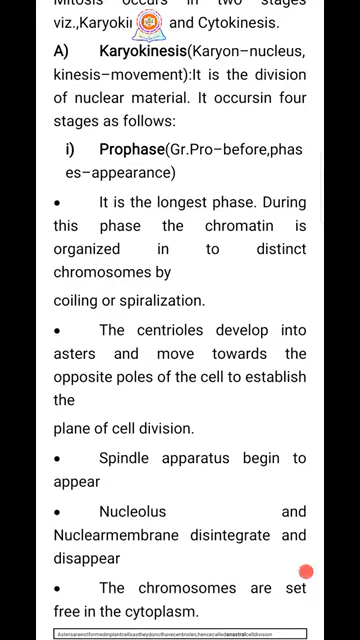 Mitosis occurs in two stages
viz.,Karyoki and Cytokinesis.
A) Karyokinesis(Karyon–nucleus,
kinesis–movement):It is the division
of nuclear material. It occursin four
stages as follows:
i) Prophase(Gr.Pro–before,phas
es–appearance)
• It is the longest phase. During
this phase the chromatin is
organized in to distinct
chromosomes by
coiling or spiralization.
• The centrioles develop into
asters and move towards the
opposite poles of the cell to establish
the
plane of cell division.
• Spindle apparatus begin to
appear
• Nucleolus and
Nuclearmembrane disintegrate and
disappear
• The chromosomes are set
free in the cytoplasm.
Astersarenotformedinplantcellsastheydonothavecentrioles,hencecalledanastralcelldivision